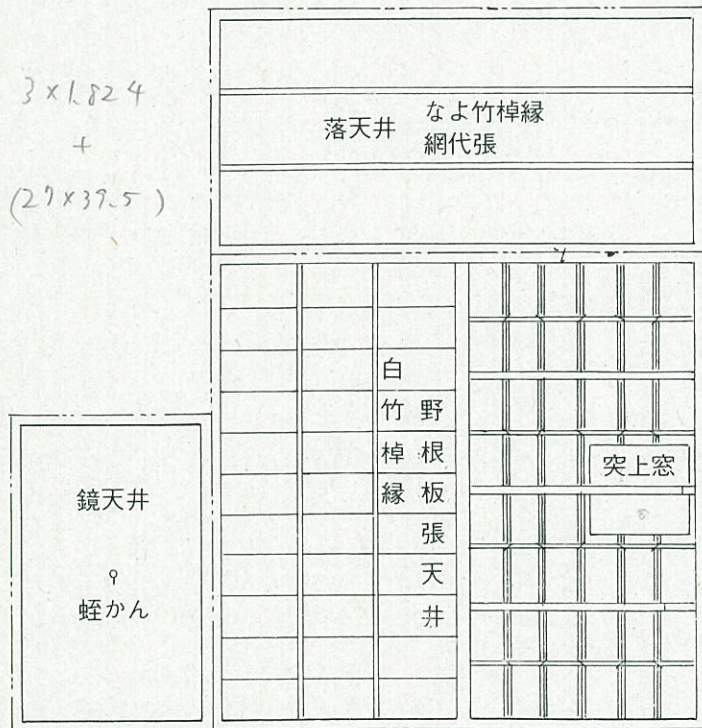 3×1.824
+
(27×39.5)
落天井
なよ竹棹縁
網代張
白竹棹縁
野根板張天井
突上窓
鏡天井
蛭かん